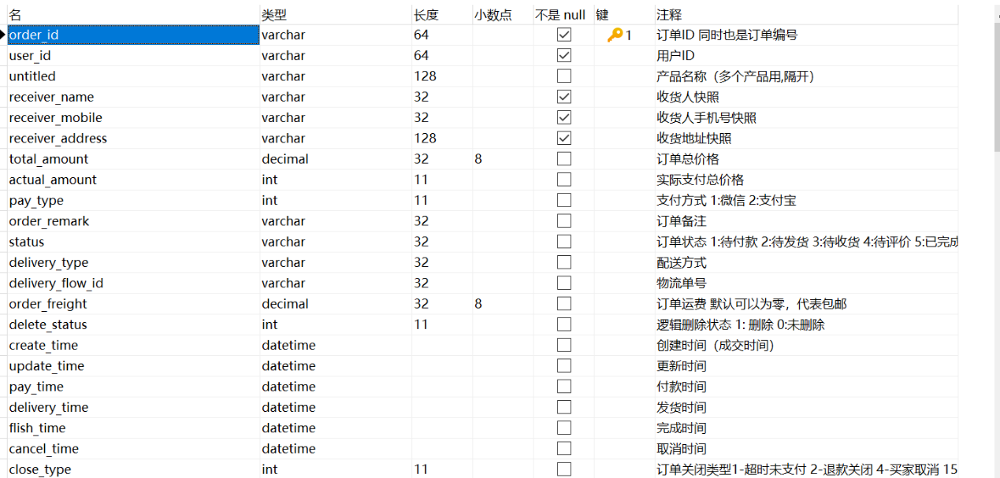 名 类型 长度 小数点 不是 null 键 注释
order_id varchar 64 1 订单ID 同时也是订单编号
user_id varchar 64 用户ID
untitled varchar 128 产品名称（多个产品用,隔开）
receiver_name varchar 32 收货人快照
receiver_mobile varchar 32 收货人手机号快照
receiver_address varchar 128 收货地址快照
total_amount decimal 32 8 订单总价格
actual_amount int 11 实际支付总价格
pay_type int 11 支付方式 1:微信 2:支付宝
order_remark varchar 32 订单备注
status varchar 32 订单状态 1:待付款 2:待发货 3:待收货 4:待评价 5:已完成
delivery_type varchar 32 配送方式
delivery_flow_id varchar 32 物流单号
order_freight decimal 32 8 订单运费 默认可以为零，代表包邮
delete_status int 11 逻辑删除状态 1: 删除 0:未删除
create_time datetime 创建时间（成交时间）
update_time datetime 更新时间
pay_time datetime 付款时间
delivery_time datetime 发货时间
flish_time datetime 完成时间
cancel_time datetime 取消时间
close_type int 11 订单关闭类型1-超时未支付 2-退款关闭 4-买家取消 15